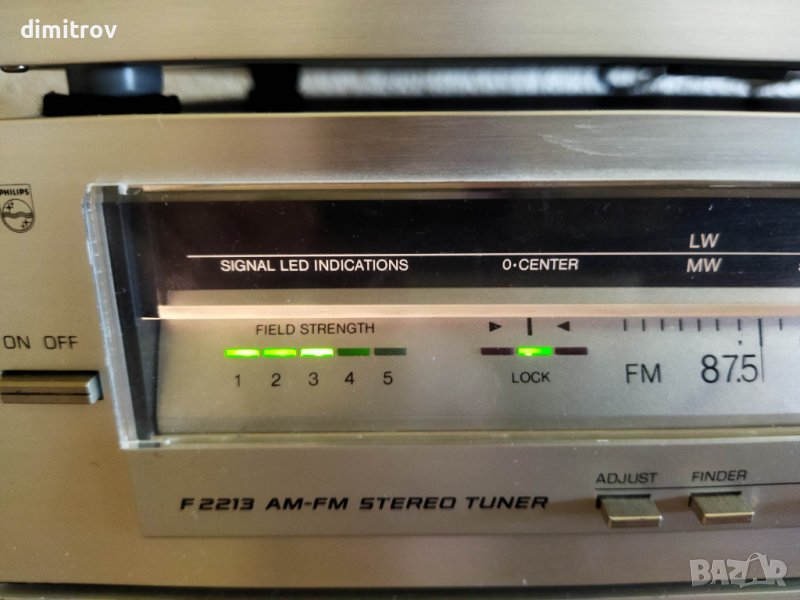 dimitrov
PHILIPS
LW
SIGNAL LED INDICATIONS 0·CENTER MW
FIELD STRENGTH
ON OFF
1 2 3 4 5 LOCK FM 87.5
ADJUST FINDER
F 2213 AM-FM STEREO TUNER
BAZAR